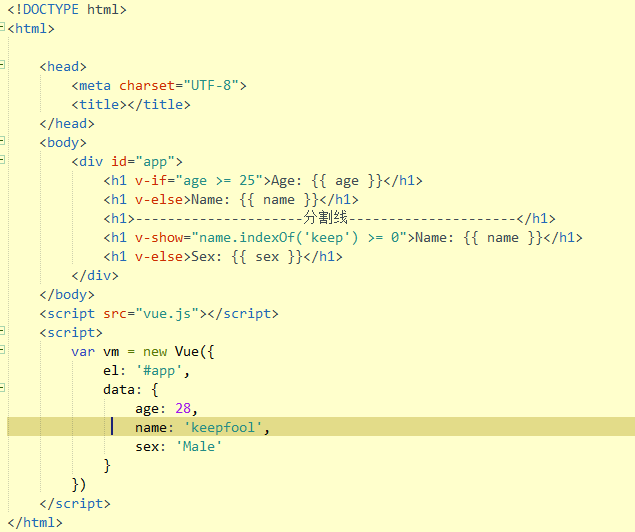 <!DOCTYPE html>
<html>
<head>
<meta charset="UTF-8">
<title></title>
</head>
<body>
<div id="app">
<h1 v-if="age >= 25">Age: {{ age }}</h1>
<h1 v-else>Name: {{ name }}</h1>
<h1>---------------------分割线---------------------</h1>
<h1 v-show="name.indexOf('keep') >= 0">Name: {{ name }}</h1>
<h1 v-else>Sex: {{ sex }}</h1>
</div>
</body>
<script src="vue.js"></script>
<script>
var vm = new Vue({
el: '#app',
data: {
age: 28,
name: 'keepfool',
sex: 'Male'
}
})
</script>
</html>